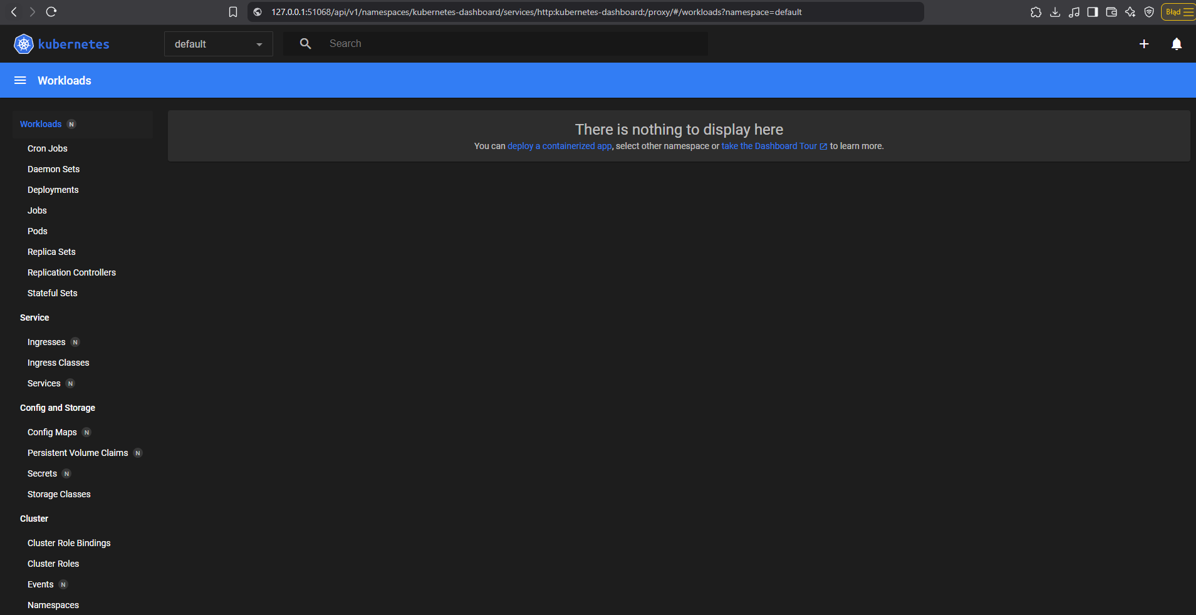 127.0.0.1:51068/api/v1/namespaces/kubernetes-dashboard/services/http:kubernetes-dashboard:/proxy/#/workloads?namespace=default
Błąd
kubernetes
default
Search
Workloads
Workloads N
There is nothing to display here
You can deploy a containerized app, select other namespace or take the Dashboard Tour to learn more.
Cron Jobs
Daemon Sets
Deployments
Jobs
Pods
Replica Sets
Replication Controllers
Stateful Sets
Service
Ingresses N
Ingress Classes
Services N
Config and Storage
Config Maps N
Persistent Volume Claims N
Secrets N
Storage Classes
Cluster
Cluster Role Bindings
Cluster Roles
Events N
Namespaces